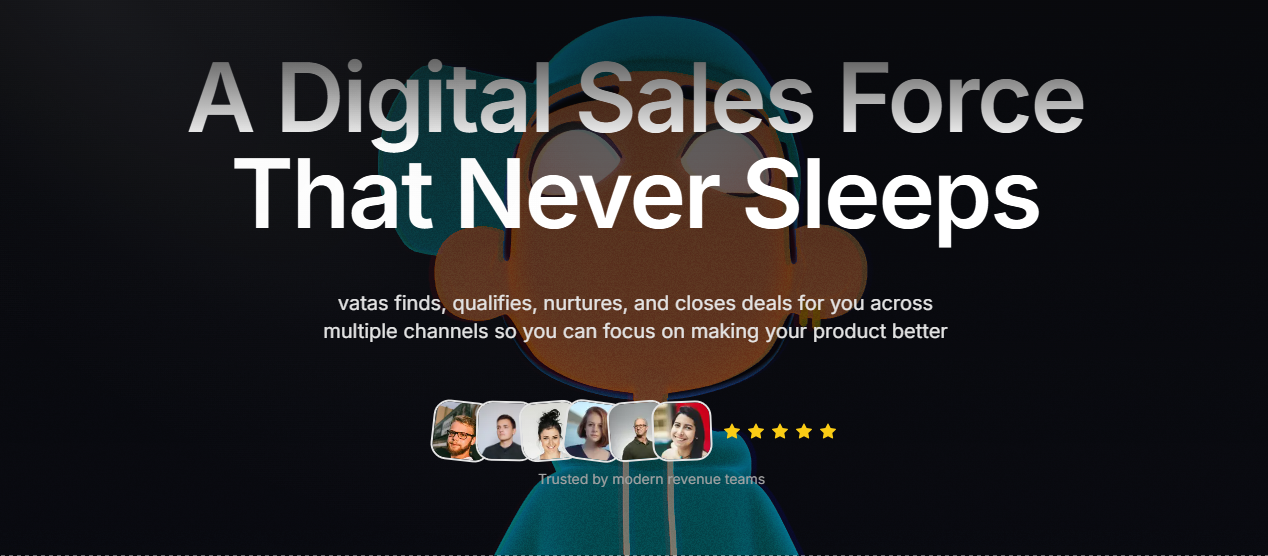 A Digital Sales Force
That Never Sleeps
vatas finds, qualifies, nurtures, and closes deals for you across
multiple channels so you can focus on making your product better
Trusted by modern revenue teams